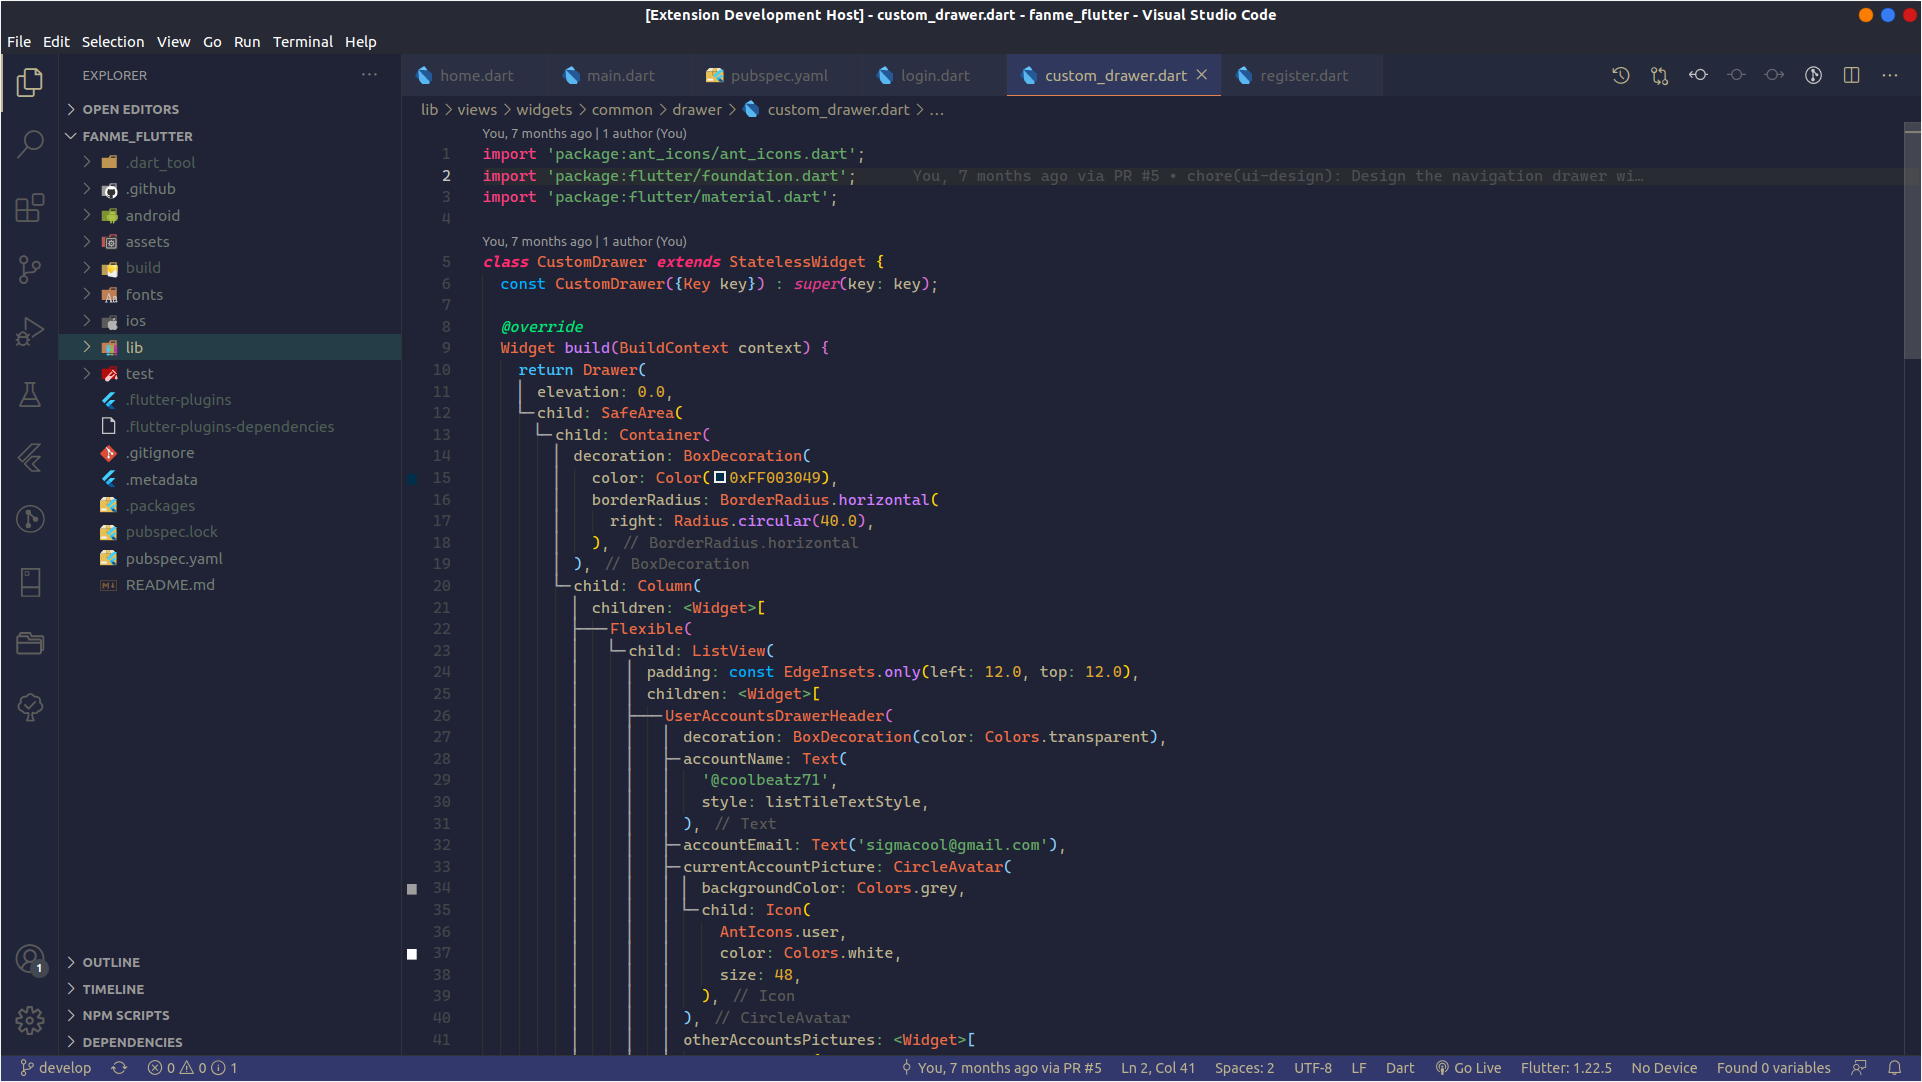 [Extension Development Host] - custom_drawer.dart - fanme_flutter - Visual Studio Code
File Edit Selection View Go Run Terminal Help
EXPLORER
OPEN EDITORS
FANME_FLUTTER
.dart_tool
.github
android
assets
build
fonts
ios
lib
test
.flutter-plugins
.flutter-plugins-dependencies
.gitignore
.metadata
.packages
pubspec.lock
pubspec.yaml
README.md
OUTLINE
TIMELINE
NPM SCRIPTS
DEPENDENCIES
1
home.dart main.dart pubspec.yaml login.dart custom_drawer.dart register.dart
lib > views > widgets > common > drawer > custom_drawer.dart > ...
You, 7 months ago | 1 author (You)
1 import 'package:ant_icons/ant_icons.dart';
2 import 'package:flutter/foundation.dart'; You, 7 months ago via PR #5 • chore(ui-design): Design the navigation drawer wi…
3 import 'package:flutter/material.dart';
4
You, 7 months ago | 1 author (You)
5 class CustomDrawer extends StatelessWidget {
6 const CustomDrawer({Key key}) : super(key: key);
7
8 @override
9 Widget build(BuildContext context) {
10 return Drawer(
11 elevation: 0.0,
12 child: SafeArea(
13 child: Container(
14 decoration: BoxDecoration(
15 color: Color(0xFF003049),
16 borderRadius: BorderRadius.horizontal(
17 right: Radius.circular(40.0),
18 ), // BorderRadius.horizontal
19 ), // BoxDecoration
20 child: Column(
21 children: <Widget>[
22 Flexible(
23 child: ListView(
24 padding: const EdgeInsets.only(left: 12.0, top: 12.0),
25 children: <Widget>[
26 UserAccountsDrawerHeader(
27 decoration: BoxDecoration(color: Colors.transparent),
28 accountName: Text(
29 '@coolbeatz71',
30 style: listTileTextStyle,
31 ), // Text
32 accountEmail: Text('sigmacool@gmail.com'),
33 currentAccountPicture: CircleAvatar(
34 backgroundColor: Colors.grey,
35 child: Icon(
36 AntIcons.user,
37 color: Colors.white,
38 size: 48,
39 ), // Icon
40 ), // CircleAvatar
41 otherAccountsPictures: <Widget>[
develop 0 0 1 You, 7 months ago via PR #5 Ln 2, Col 41 Spaces: 2 UTF-8 LF Dart Go Live Flutter: 1.22.5 No Device Found 0 variables